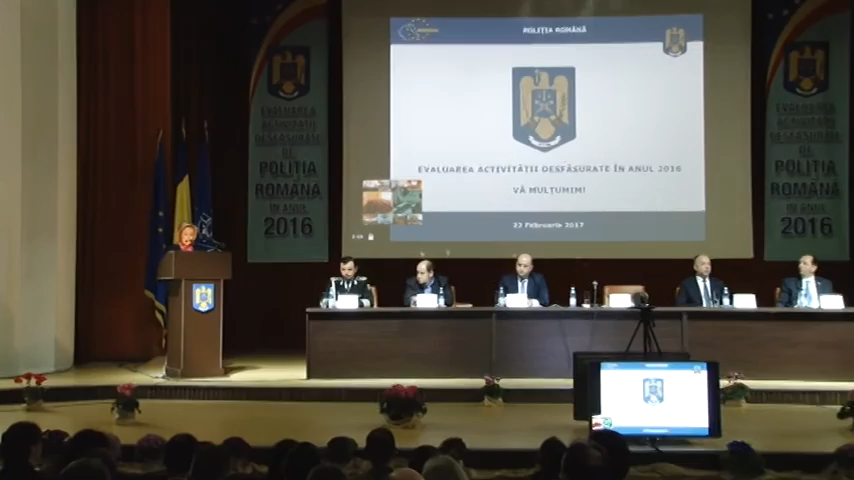 POLIȚIA ROMÂNĂ
EVALUAREA ACTIVITĂȚII DESFĂȘURATE ÎN ANUL 2016
VĂ MULȚUMIM!
22 Februarie 2017
EVALUAREA
ACTIVITĂȚII
DESFĂȘURATE
DE
POLIȚIA
ROMÂNĂ
ÎN ANUL
2016
EVALUAREA
ACTIVITĂȚII
DESFĂȘURATE
DE
POLIȚIA
ROMÂNĂ
ÎN ANUL
2016